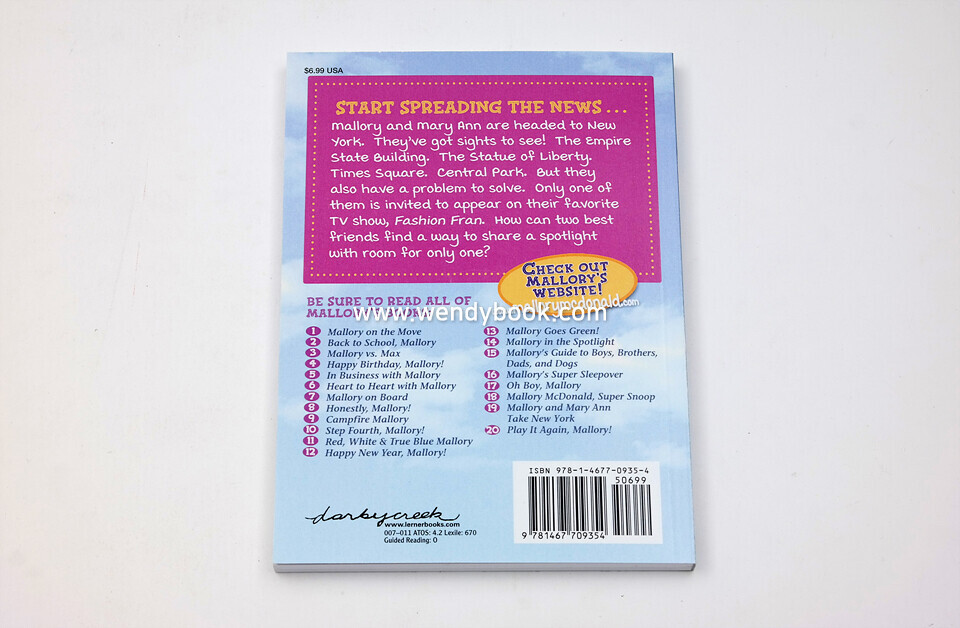 $6.99 USA
START SPREADING THE NEWS...
Mallory and Mary Ann are headed to New
York. They've got sights to see! The Empire
State Building. The Statue of Liberty.
Times Square. Central Park. But they
also have a problem to solve. Only one of
them is invited to appear on their favorite
TV show, Fashion Fran. How can two best
friends find a way to share a spotlight
with room for only one?
CHECK OUT
MALLORY'S
WEBSITE!
mallorymcdonald.com
www.wendybook.com
BE SURE TO READ ALL OF
MALLORY'S
1 Mallory on the Move
2 Back to School, Mallory
3 Mallory vs. Max
4 Happy Birthday, Mallory!
5 In Business with Mallory
6 Heart to Heart with Mallory
7 Mallory on Board
8 Honestly, Mallory!
9 Campfire Mallory
10 Step Fourth, Mallory!
11 Red, White & True Blue Mallory
12 Happy New Year, Mallory!
13 Mallory Goes Green!
14 Mallory in the Spotlight
15 Mallory's Guide to Boys, Brothers,
Dads, and Dogs
16 Mallory's Super Sleepover
17 Oh Boy, Mallory
18 Mallory McDonald, Super Snoop
19 Mallory and Mary Ann
Take New York
20 Play It Again, Mallory!
darbycreek
www.lernerbooks.com
007–011 ATOS: 4.2 Lexile: 670
Guided Reading: O
ISBN 978-1-4677-0935-4
50699
9 781467 709354